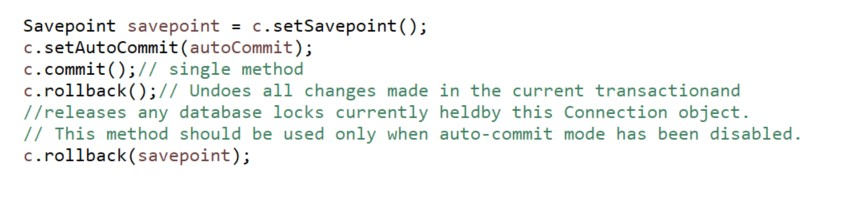 Savepoint savepoint = c.setSavepoint();
c.setAutoCommit(autoCommit);
c.commit();// single method
c.rollback();// Undoes all changes made in the current transactionand
//releases any database locks currently heldby this Connection object.
// This method should be used only when auto-commit mode has been disabled.
c.rollback(savepoint);